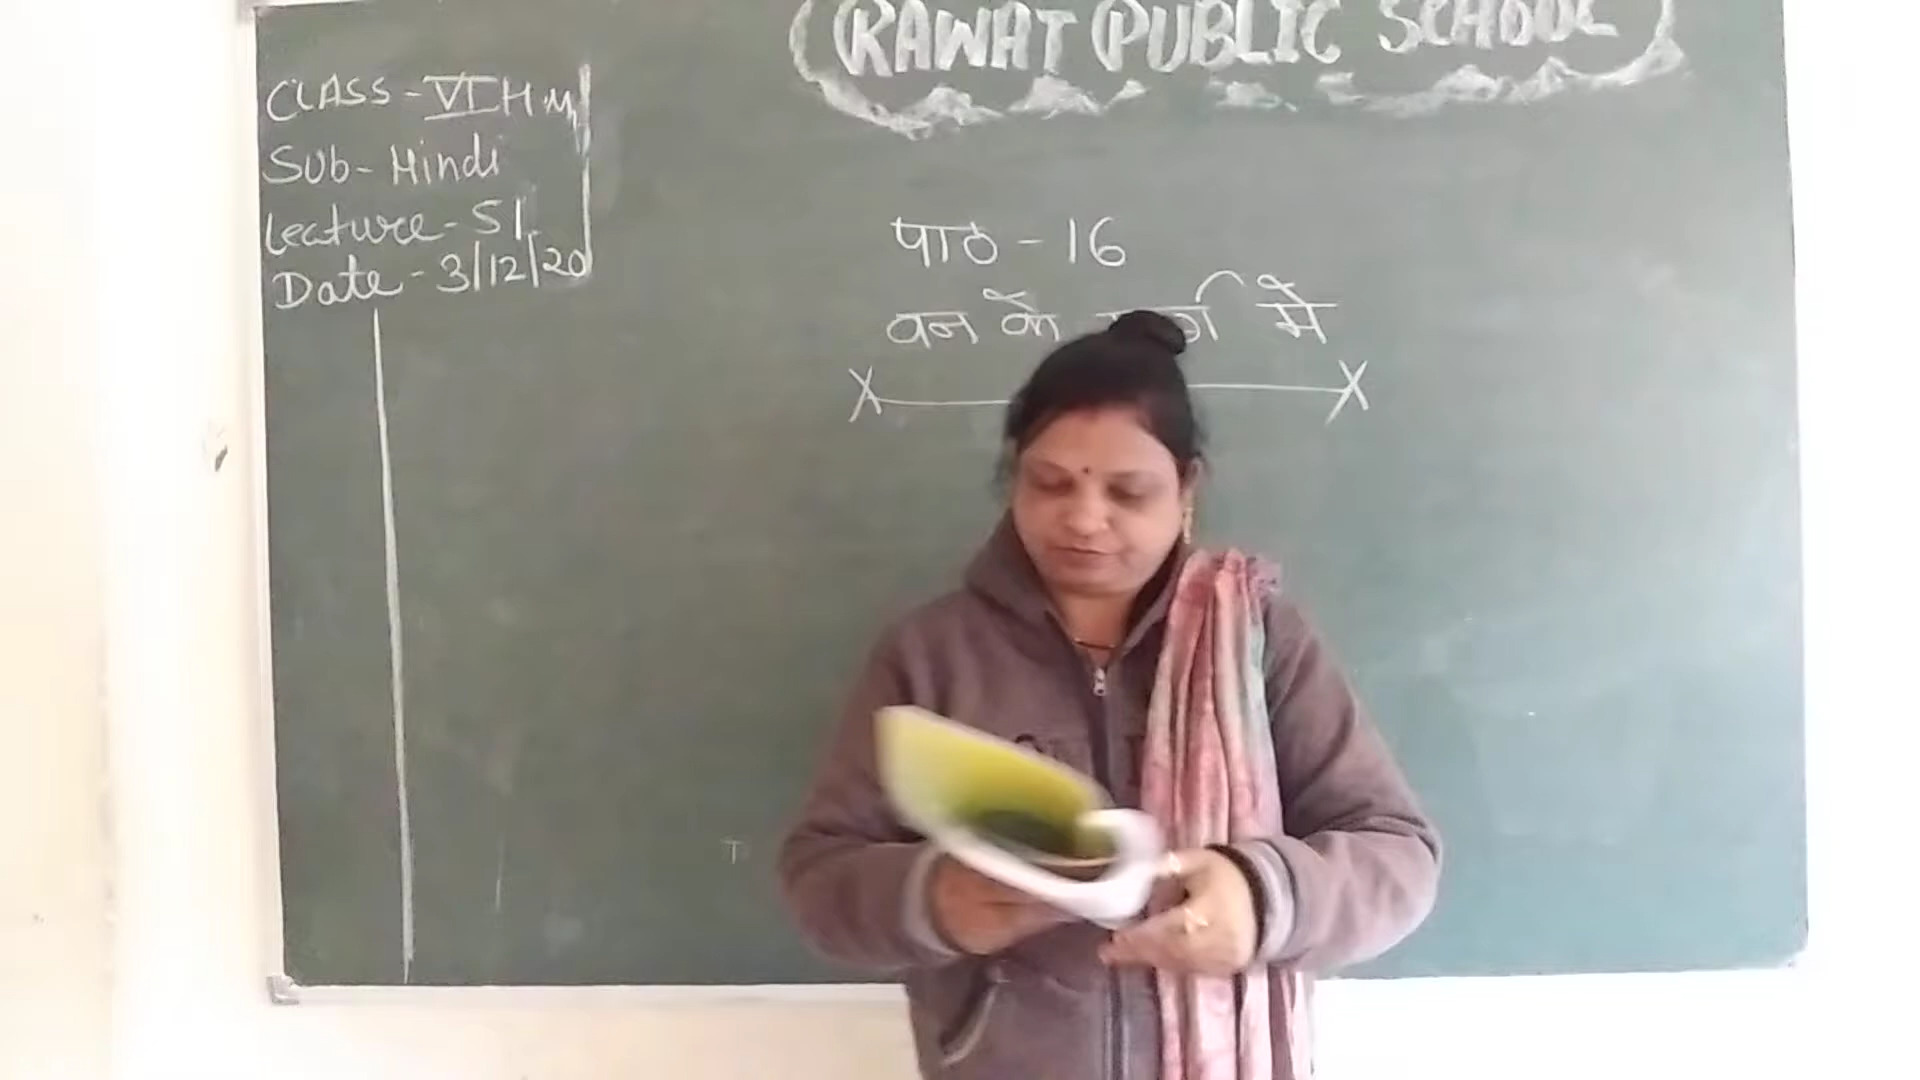 RAWAT PUBLIC SCHOOL
CLASS - VI H.M
Sub - Hindi
Lecture - 51
Date - 3/12/20
पाठ - 16
वन के मार्ग में